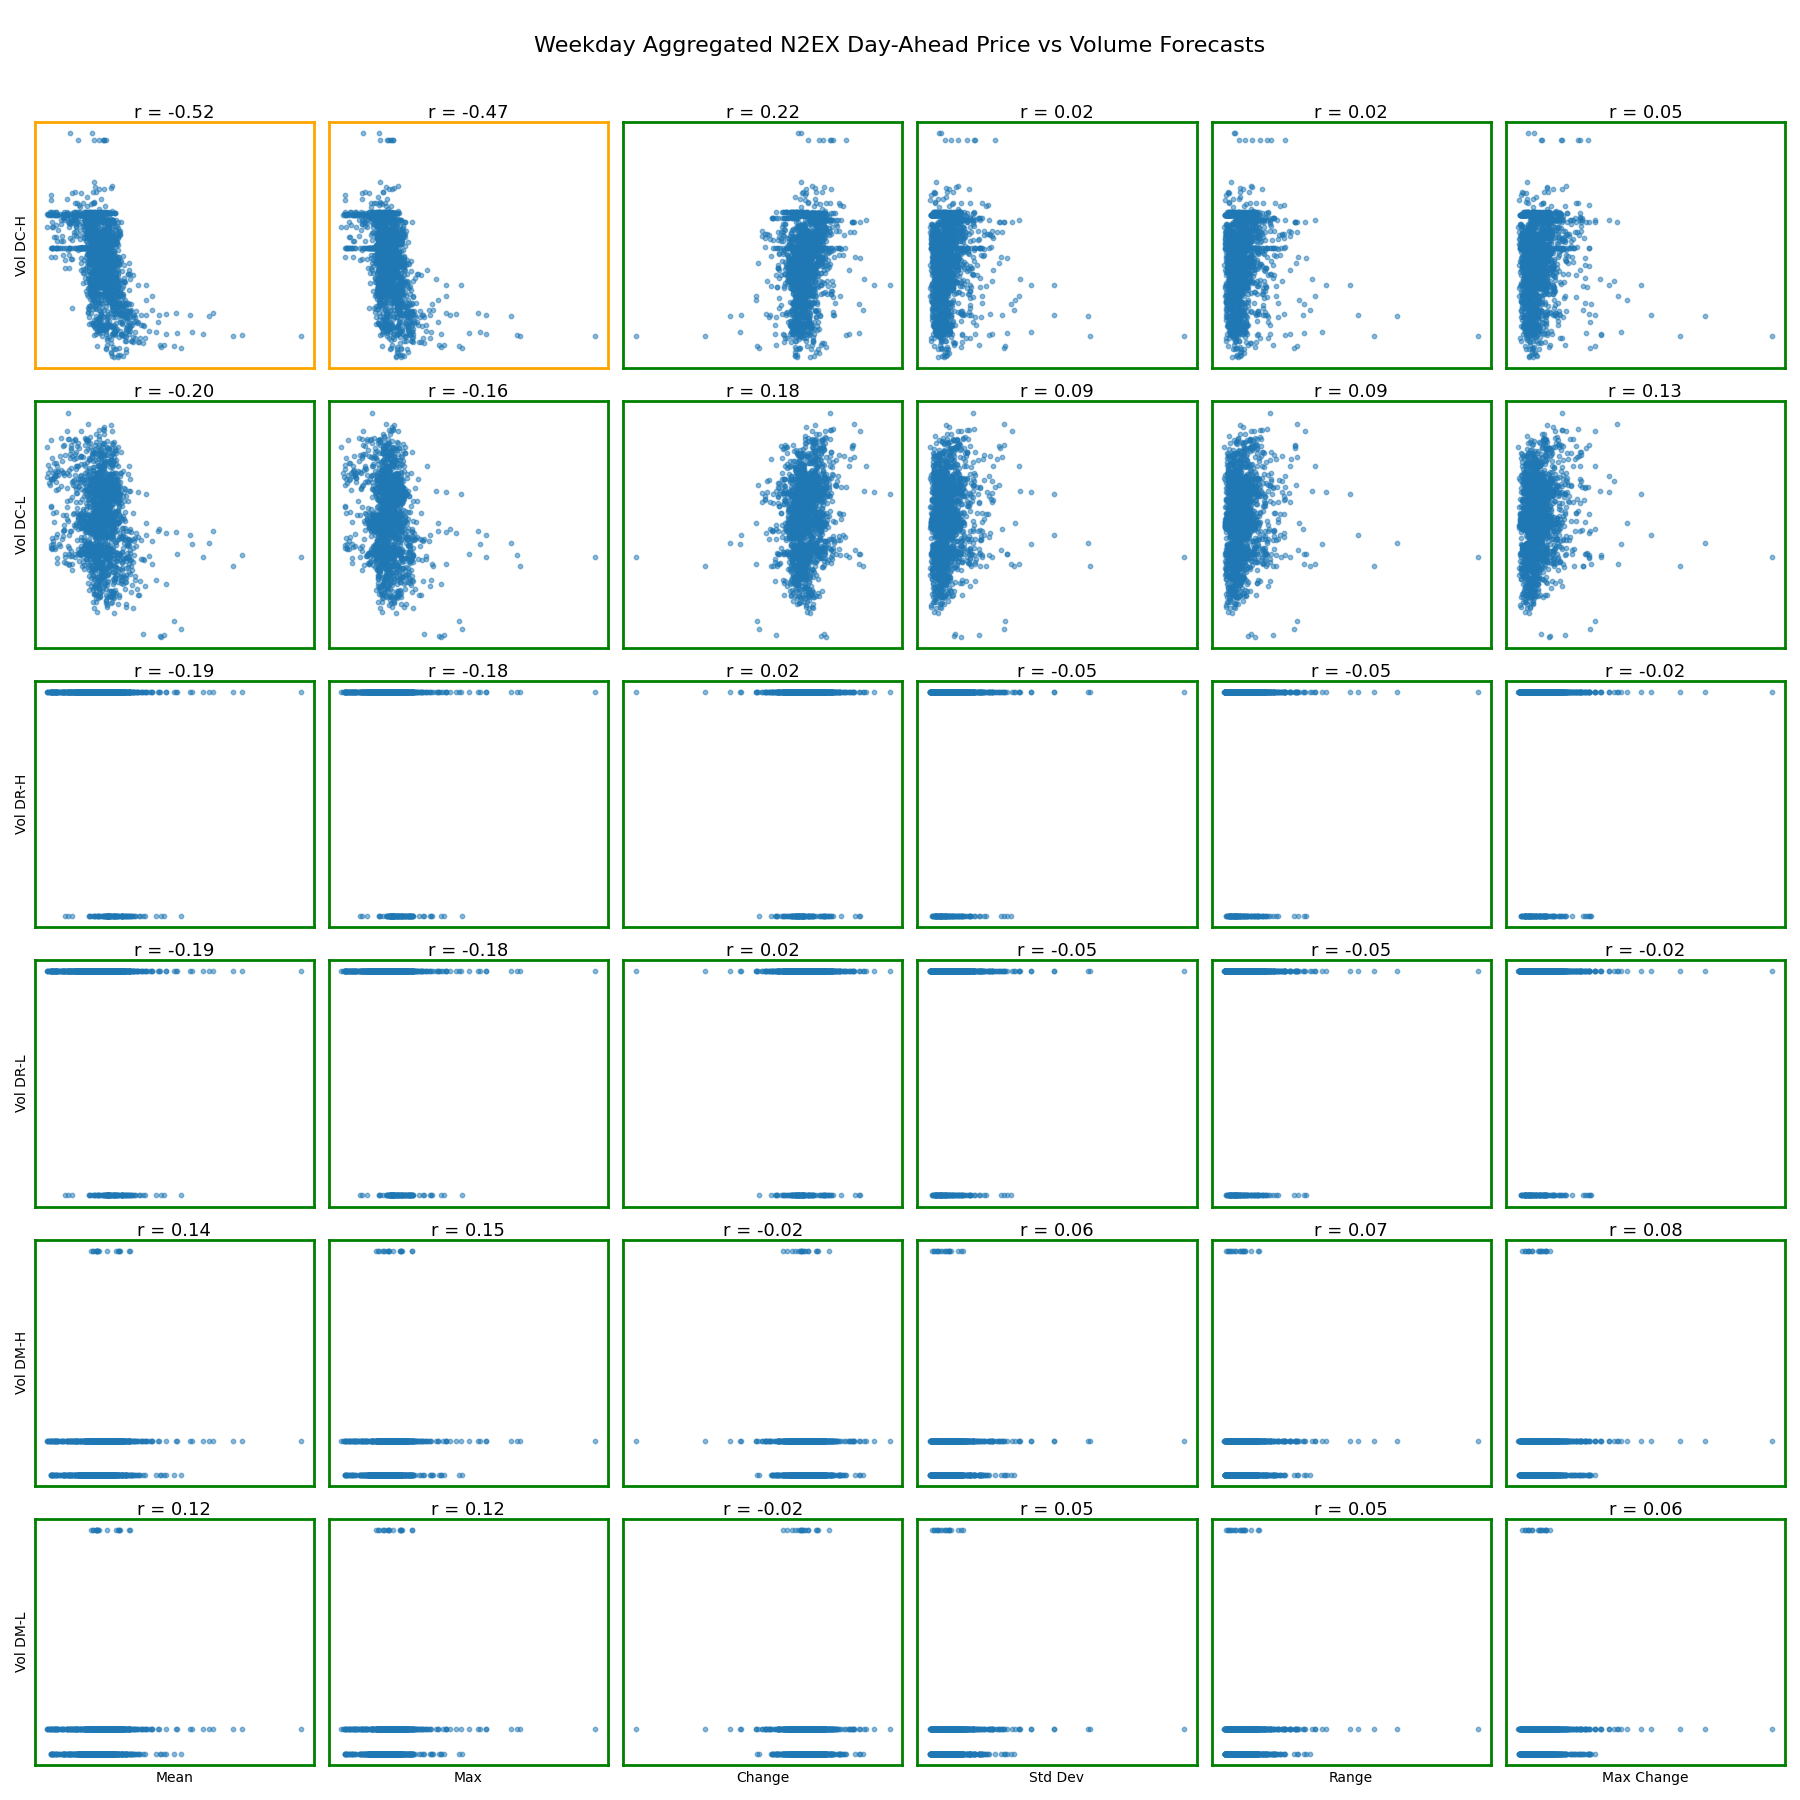 Weekday Aggregated N2EX Day-Ahead Price vs Volume Forecasts
r = -0.52
r = -0.47
r = 0.22
r = 0.02
r = 0.02
r = 0.05
Vol DC-H
r = -0.20
r = -0.16
r = 0.18
r = 0.09
r = 0.09
r = 0.13
Vol DC-L
r = -0.19
r = -0.18
r = 0.02
r = -0.05
r = -0.05
r = -0.02
Vol DR-H
r = -0.19
r = -0.18
r = 0.02
r = -0.05
r = -0.05
r = -0.02
Vol DR-L
r = 0.14
r = 0.15
r = -0.02
r = 0.06
r = 0.07
r = 0.08
Vol DM-H
r = 0.12
r = 0.12
r = -0.02
r = 0.05
r = 0.05
r = 0.06
Vol DM-L
Mean
Max
Change
Std Dev
Range
Max Change